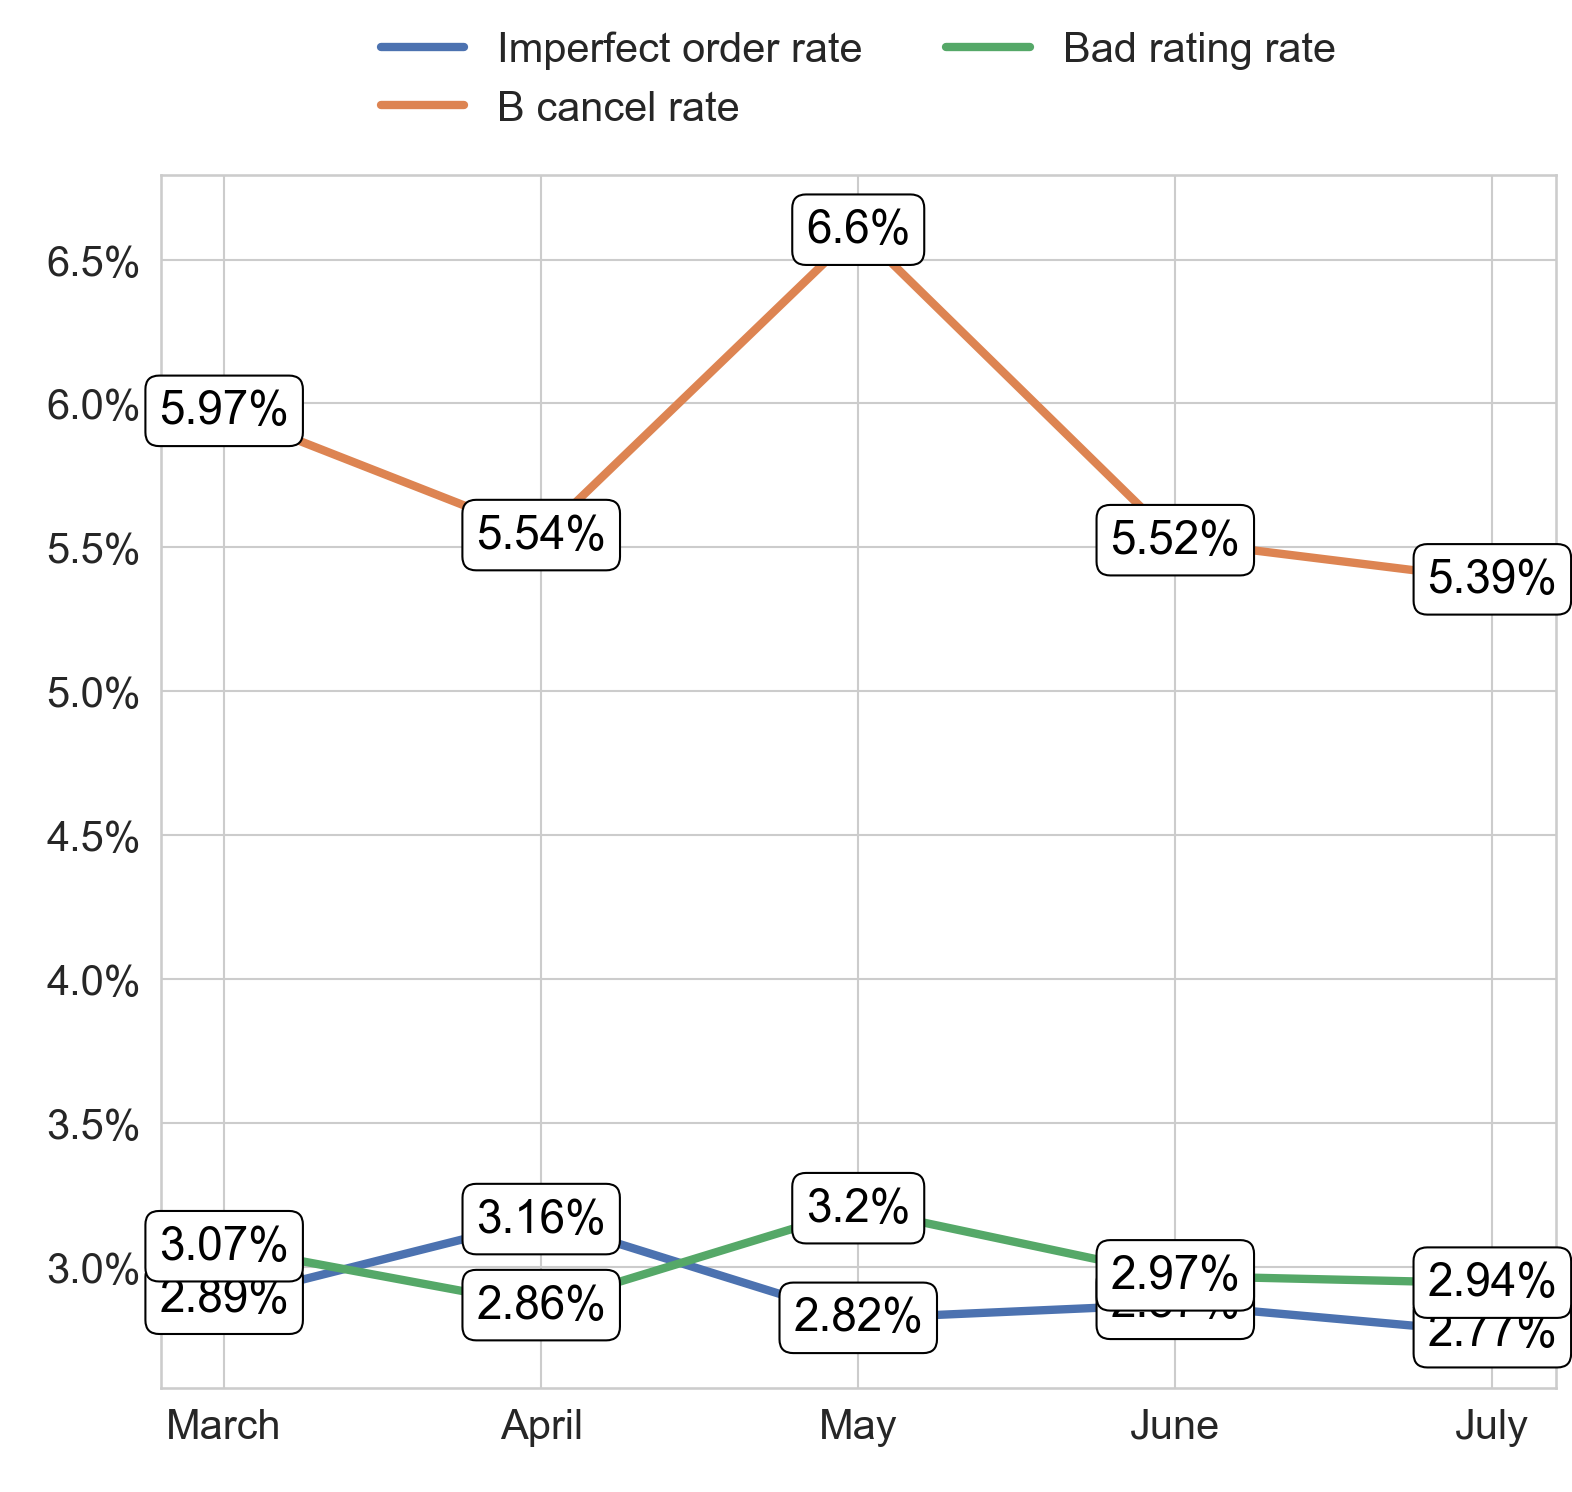 Imperfect order rate
Bad rating rate
B cancel rate
6.5%
6.0%
5.5%
5.0%
4.5%
4.0%
3.5%
3.0%
6.6%
5.97%
5.54%
5.52%
5.39%
3.07%
2.89%
3.16%
2.86%
3.2%
2.82%
2.97%
2.94%
2.77%
March
April
May
June
July